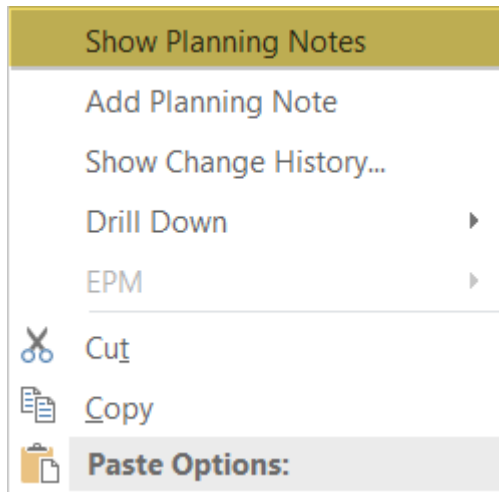 Show Planning Notes
Add Planning Note
Show Change History...
Drill Down
EPM
Cut
Copy
Paste Options: